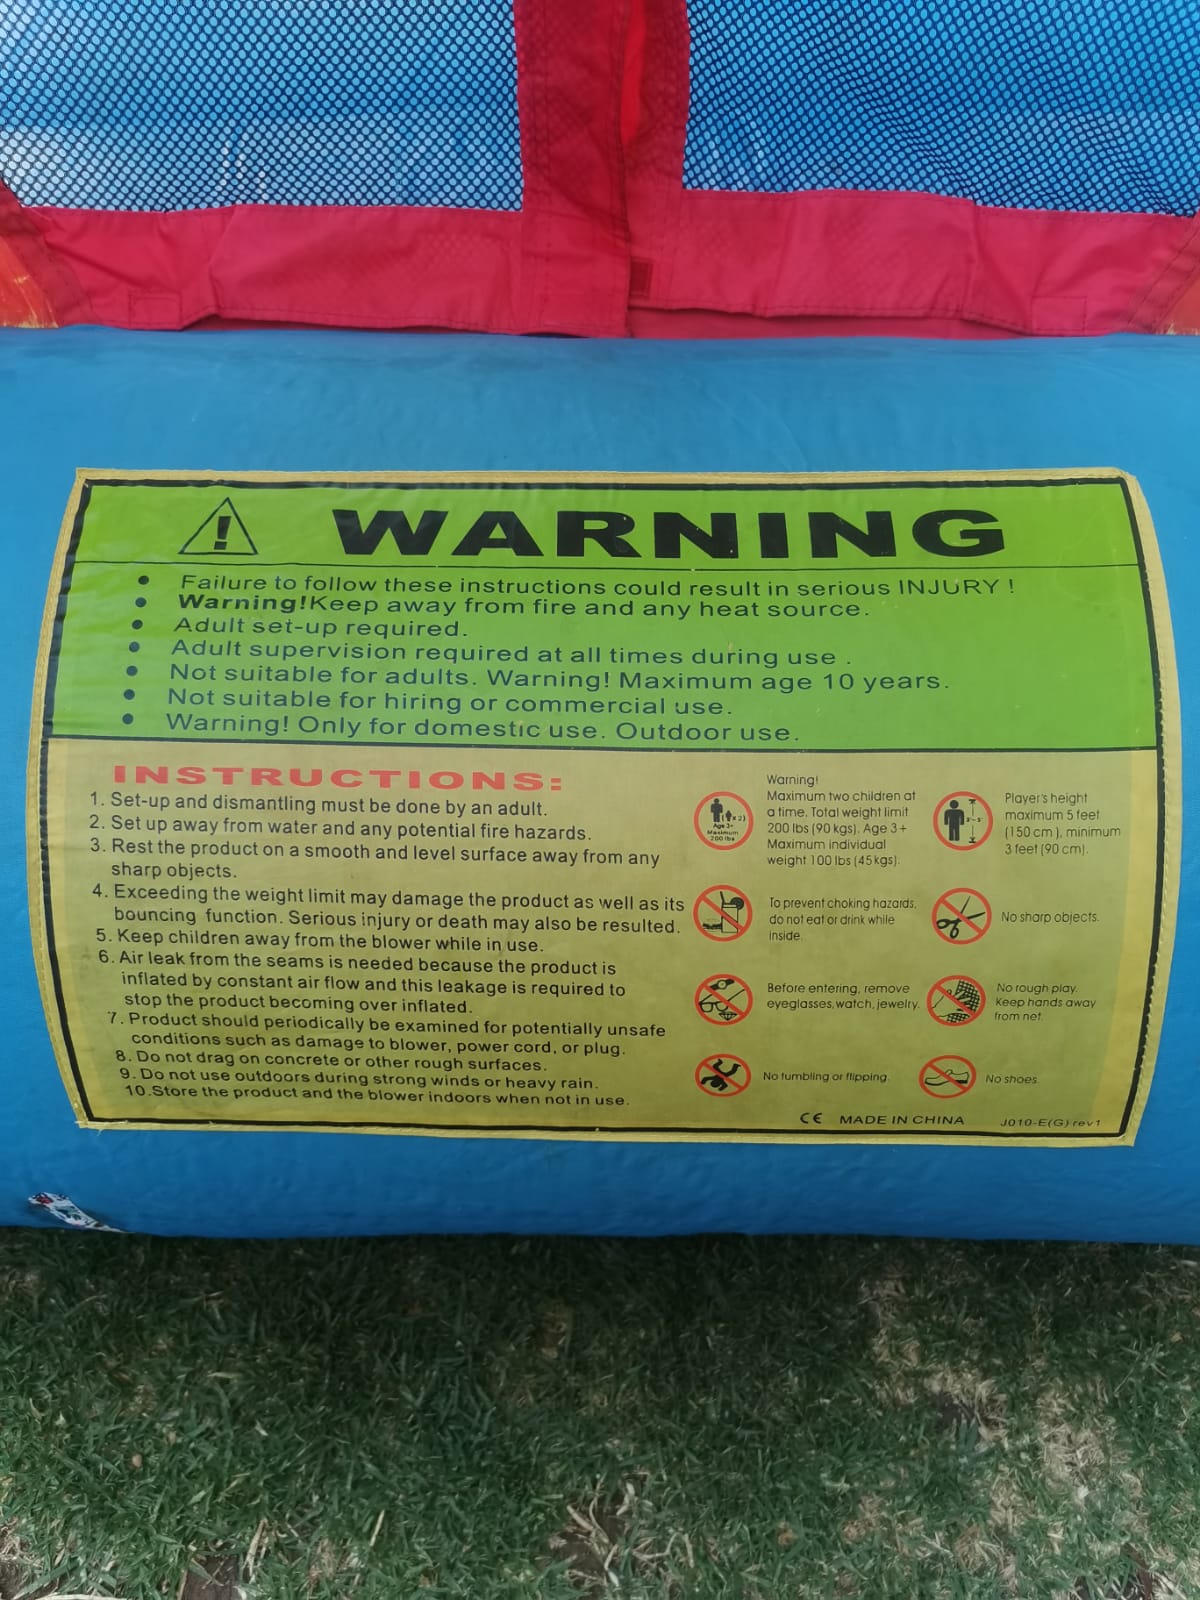 WARNING
• Failure to follow these instructions could result in serious INJURY !
• Warning!Keep away from fire and any heat source.
• Adult set-up required.
• Adult supervision required at all times during use .
• Not suitable for adults. Warning! Maximum age 10 years.
• Not suitable for hiring or commercial use.
• Warning! Only for domestic use. Outdoor use.
INSTRUCTIONS:
1. Set-up and dismantling must be done by an adult.
2. Set up away from water and any potential fire hazards.
3. Rest the product on a smooth and level surface away from any
sharp objects.
4. Exceeding the weight limit may damage the product as well as its
bouncing function. Serious injury or death may also be resulted.
5. Keep children away from the blower while in use.
6. Air leak from the seams is needed because the product is
inflated by constant air flow and this leakage is required to
stop the product becoming over inflated.
7. Product should periodically be examined for potentially unsafe
conditions such as damage to blower, power cord, or plug.
8. Do not drag on concrete or other rough surfaces.
9. Do not use outdoors during strong winds or heavy rain.
10.Store the product and the blower indoors when not in use.
(x2)
Age 3+
Maximum
200 lbs
Warning!
Maximum two children at
a time. Total weight limit
200 lbs (90 kgs). Age 3+
Maximum individual
weight 100 lbs (45kgs).
3'~5'
Player's height
maximum 5 feet
(150 cm ), minimum
3 feet (90 cm).
To prevent choking hazards,
do not eat or drink while
inside.
No sharp objects.
Before entering, remove
eyeglasses,watch, jewelry.
No rough play.
Keep hands away
from net.
No tumbling or flipping.
No shoes.
CE MADE IN CHINA J010-E(G) rev1